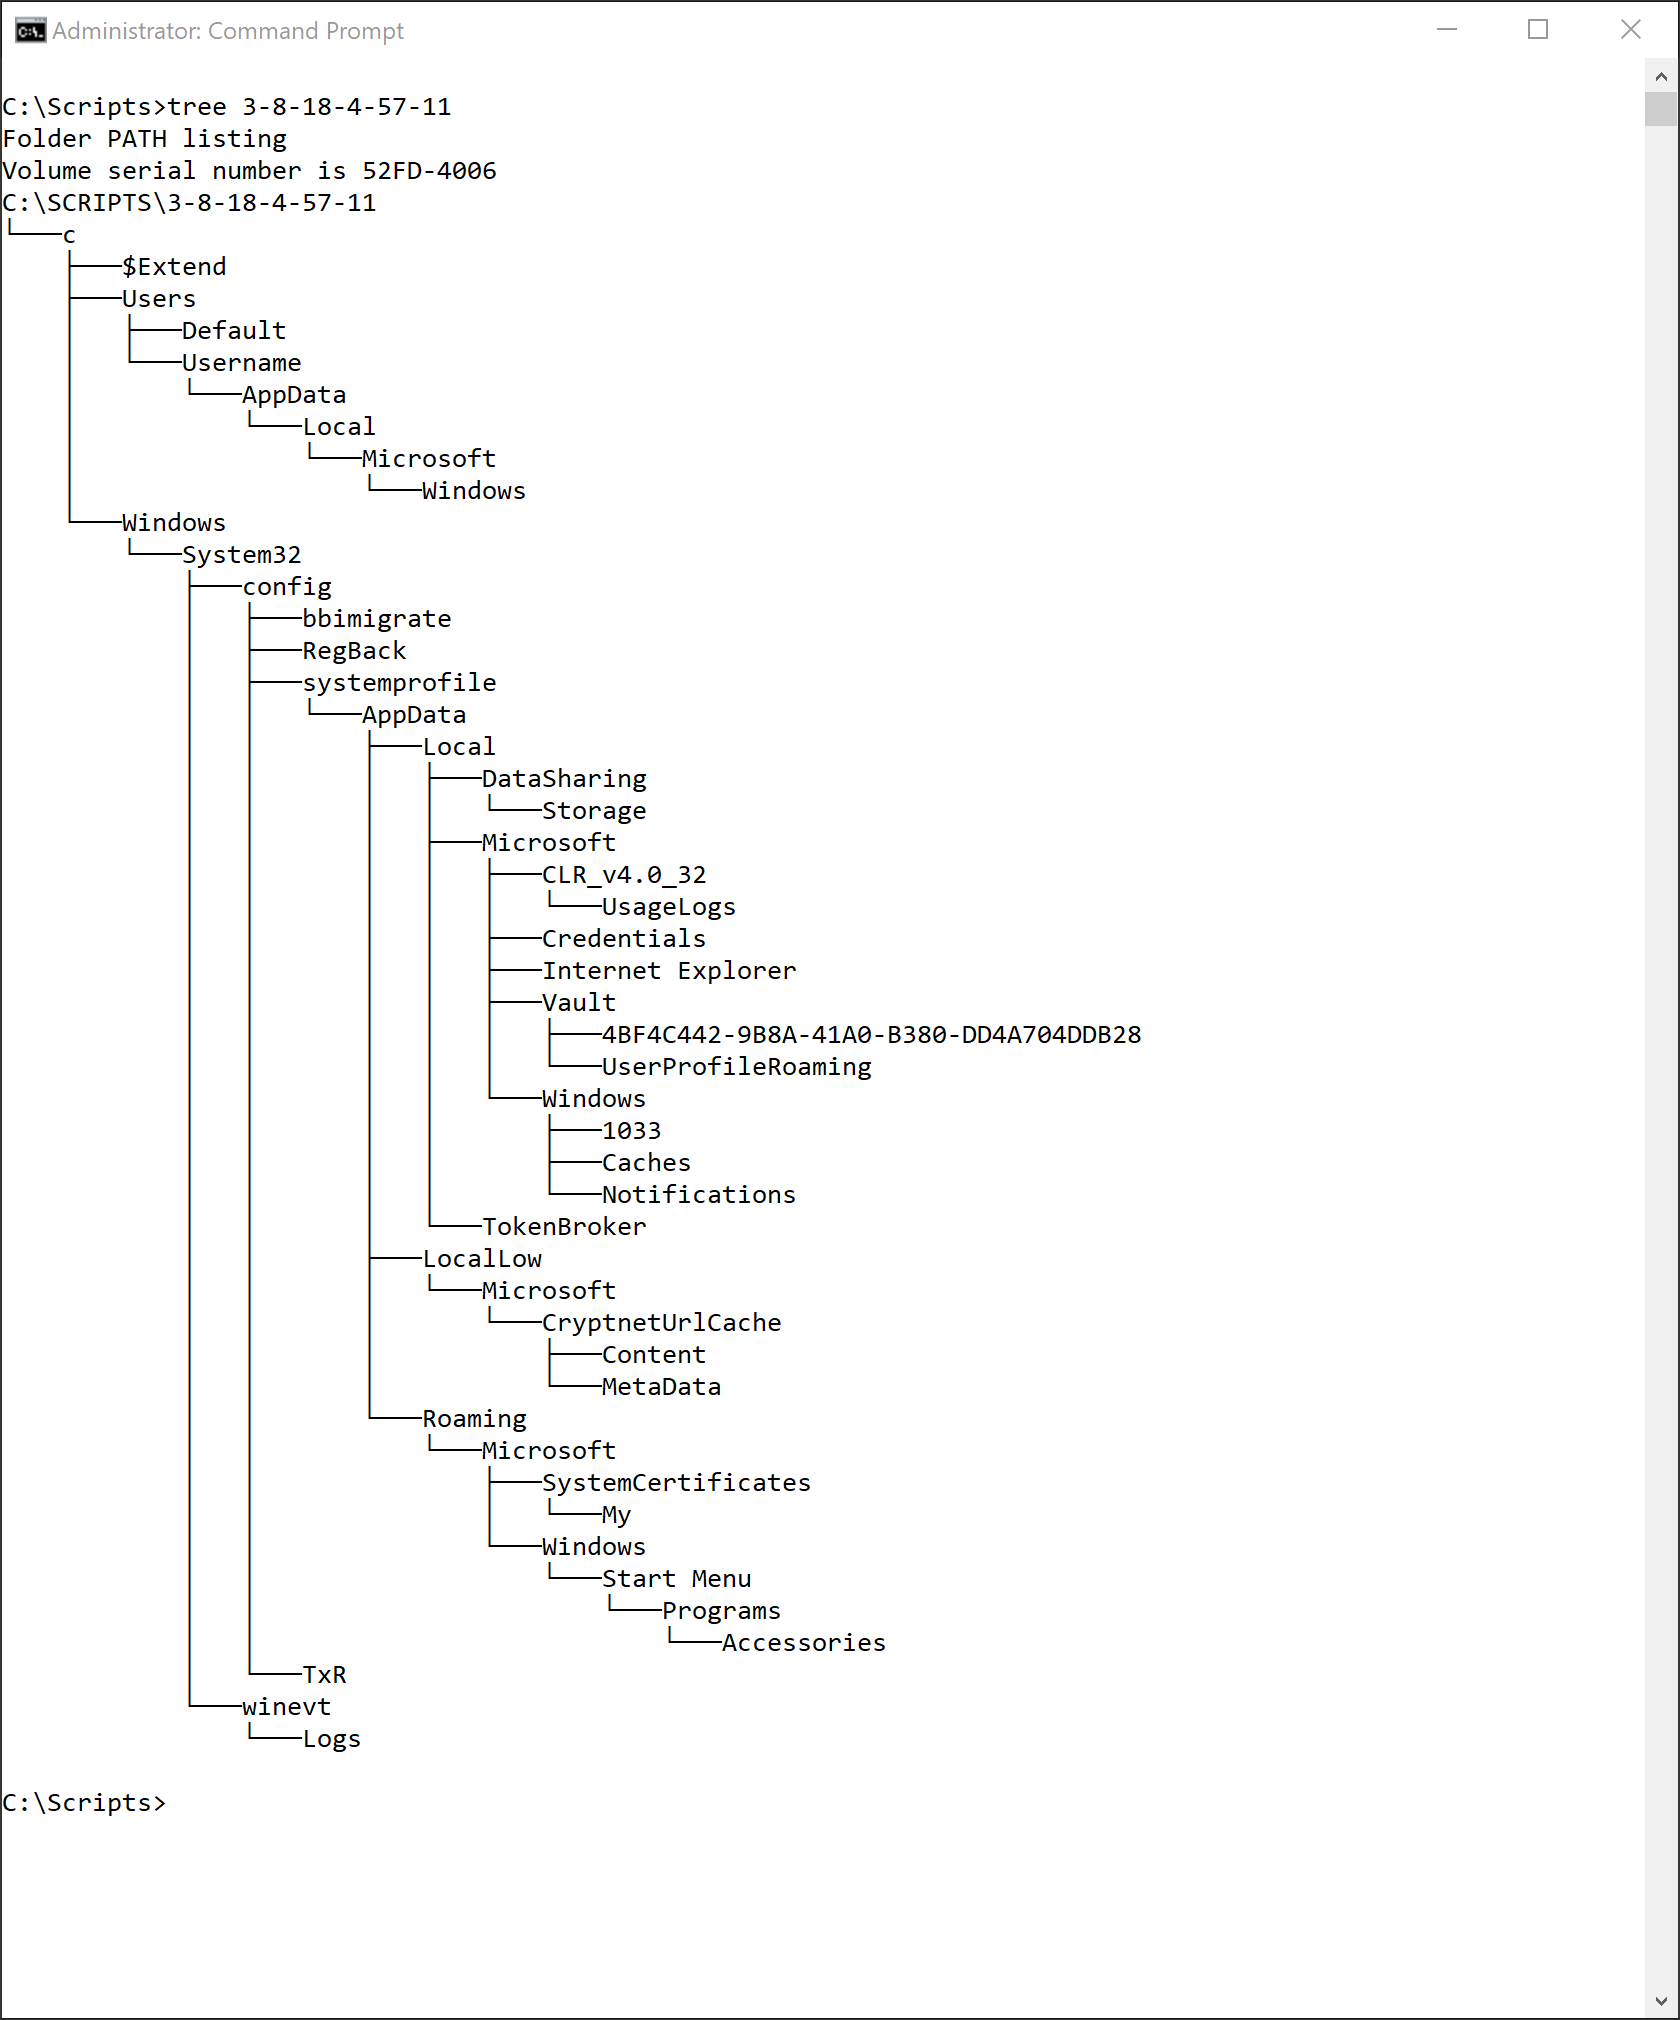 Administrator: Command Prompt
C:\Scripts>tree 3-8-18-4-57-11
Folder PATH listing
Volume serial number is 52FD-4006
C:\SCRIPTS\3-8-18-4-57-11
└───c
    ├───$Extend
    ├───Users
    │   ├───Default
    │   └───Username
    │       └───AppData
    │           └───Local
    │               └───Microsoft
    │                   └───Windows
    └───Windows
        └───System32
            ├───config
            │   ├───bbimigrate
            │   ├───RegBack
            │   ├───systemprofile
            │   │   └───AppData
            │   │       ├───Local
            │   │       │   ├───DataSharing
            │   │       │   │   └───Storage
            │   │       │   ├───Microsoft
            │   │       │   │   ├───CLR_v4.0_32
            │   │       │   │   │   └───UsageLogs
            │   │       │   │   ├───Credentials
            │   │       │   │   ├───Internet Explorer
            │   │       │   │   ├───Vault
            │   │       │   │   │   ├───4BF4C442-9B8A-41A0-B380-DD4A704DDB28
            │   │       │   │   │   └───UserProfileRoaming
            │   │       │   │   └───Windows
            │   │       │   │       ├───1033
            │   │       │   │       ├───Caches
            │   │       │   │       └───Notifications
            │   │       │   └───TokenBroker
            │   │       ├───LocalLow
            │   │       │   └───Microsoft
            │   │       │       └───CryptnetUrlCache
            │   │       │           ├───Content
            │   │       │           └───MetaData
            │   │       └───Roaming
            │   │           └───Microsoft
            │   │               ├───SystemCertificates
            │   │               │   └───My
            │   │               └───Windows
            │   │                   └───Start Menu
            │   │                       └───Programs
            │   │                           └───Accessories
            │   └───TxR
            └───winevt
                └───Logs
C:\Scripts>